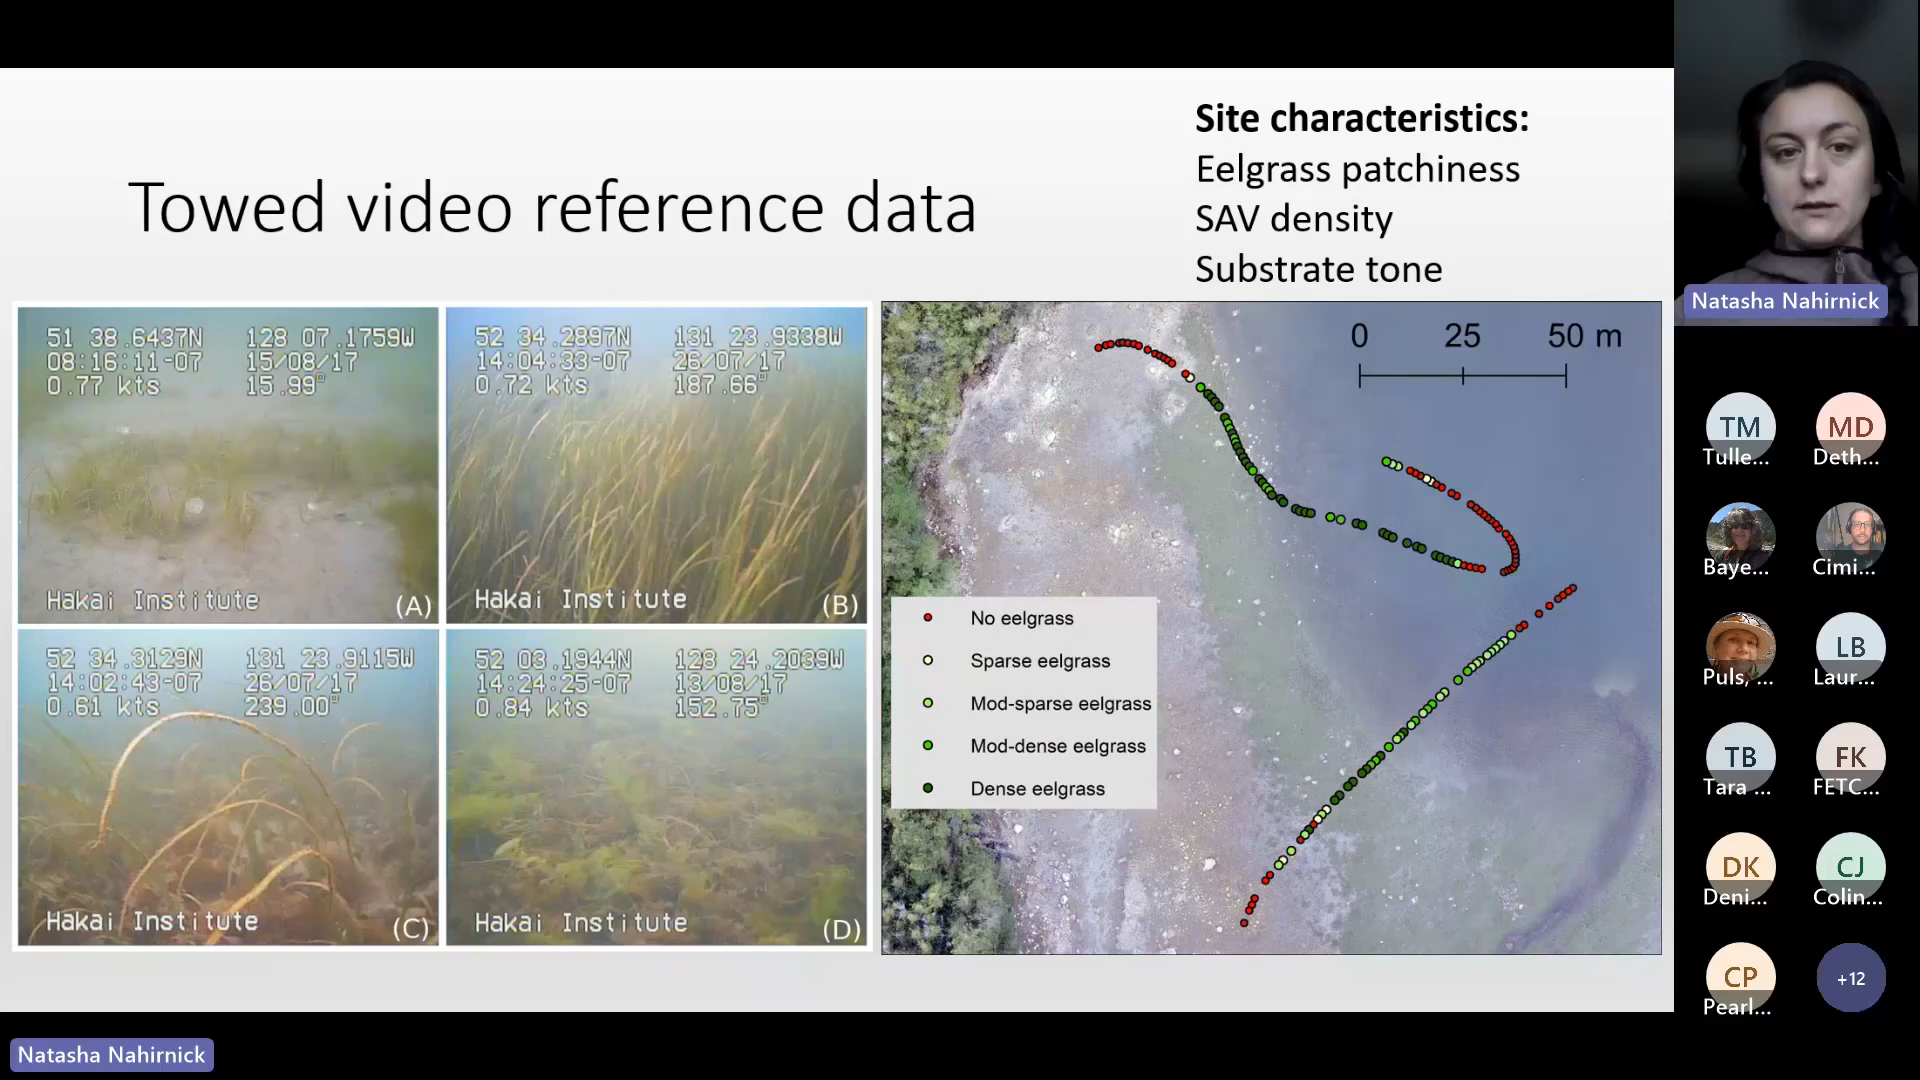 Towed video reference data
Site characteristics:
Eelgrass patchiness
SAV density
Substrate tone
51 38.6437N 128 07.1759W
08:16:11-07 15/08/17
0.77 kts 15.99°
Hakai Institute
(A)
52 34.2897N 131 23.9338W
14:04:33-07 26/07/17
0.72 kts 187.66°
Hakai Institute
(B)
52 34.3129N 131 23.9115W
14:02:43-07 26/07/17
0.61 kts 239.00°
Hakai Institute
(C)
52 03.1944N 128 24.2039W
14:24:25-07 13/08/17
0.84 kts 152.75°
Hakai Institute
(D)
0 25 50 m
No eelgrass
Sparse eelgrass
Mod-sparse eelgrass
Mod-dense eelgrass
Dense eelgrass
Natasha Nahirnick
TM
Tulle...
MD
Deth...
Baye...
Cimi...
Puls, ...
LB
Laur...
TB
Tara ...
FK
FETC...
DK
Deni...
CJ
Colin...
CP
Pearl...
+12
Natasha Nahirnick